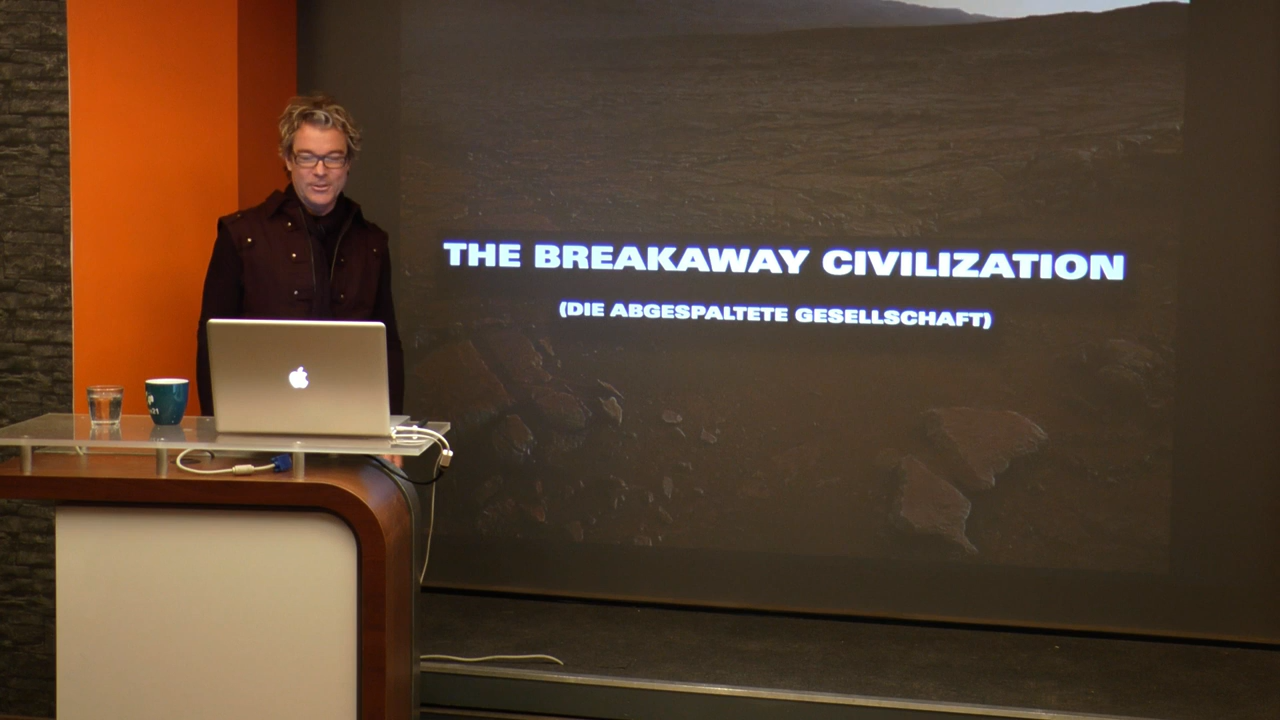 THE BREAKAWAY CIVILIZATION
(DIE ABGESPALTETE GESELLSCHAFT)